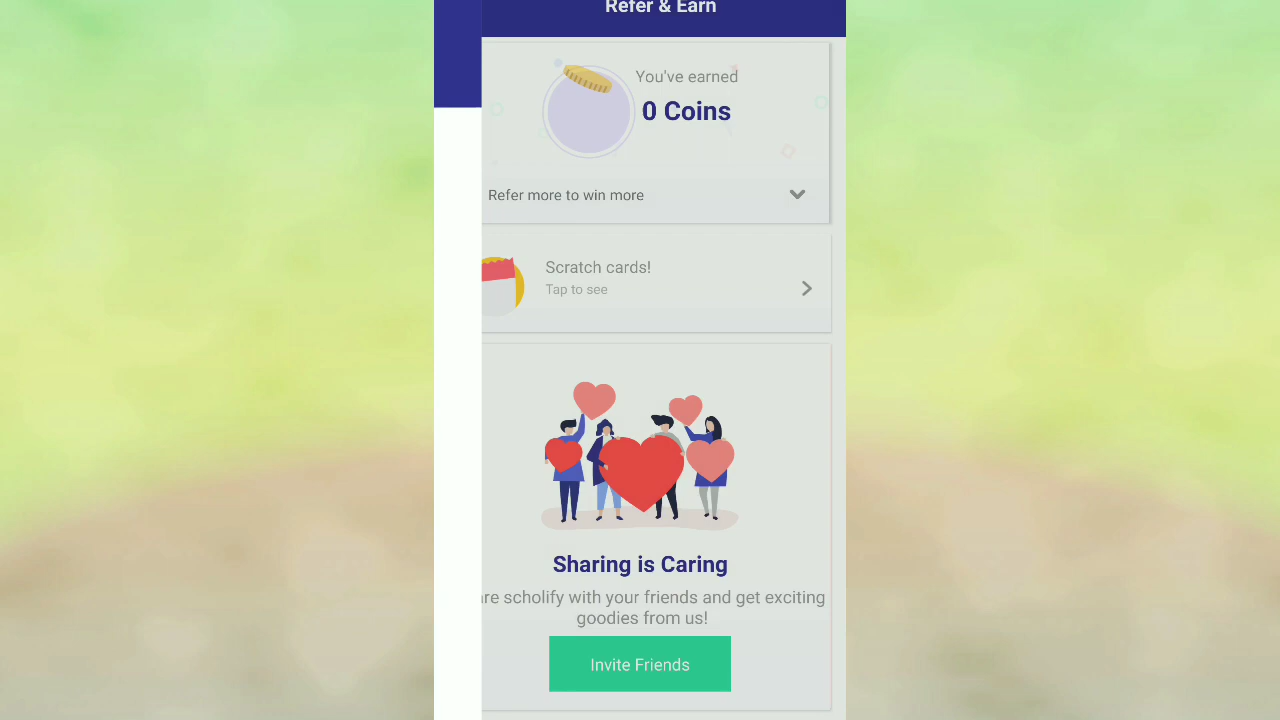 Refer & Earn
You've earned
0 Coins
Refer more to win more
Scratch cards!
Tap to see
Sharing is Caring
scholify with your friends and get exciting
goodies from us!
Invite Friends